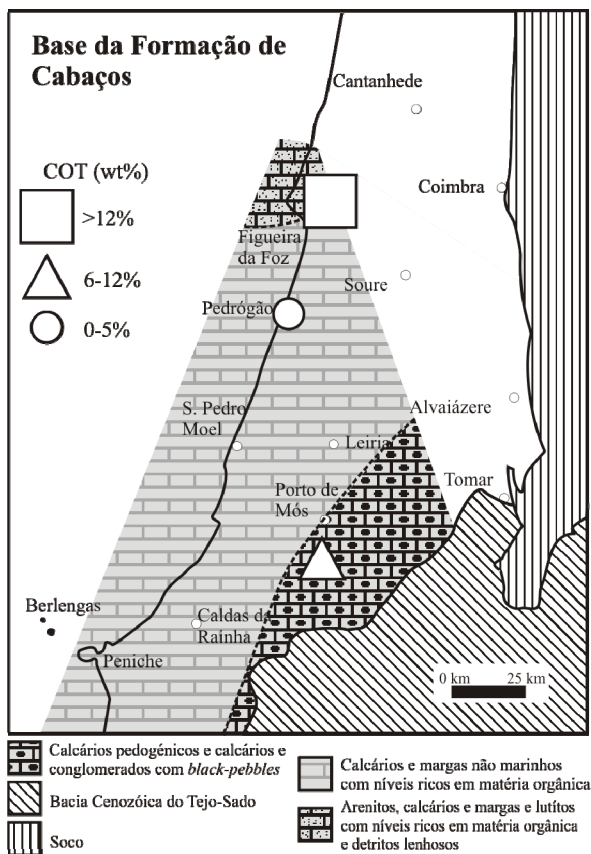 Base da Formação de
Cabaços
Cantanhede
COT (wt%)
>12%
6-12%
0-5%
Coimbra
Figueira
da Foz
Soure
Pedrógão
S. Pedro
Moel
Alvaiázere
Leiria
Tomar
Porto de
Mós
Berlengas
Caldas da
Raínha
Peniche
0 km 25 km
Calcários pedogénicos e calcários e
conglomerados com black-pebbles
Bacia Cenozóica do Tejo-Sado
Soco
Calcários e margas não marinhos
com níveis ricos em matéria orgânica
Arenitos, calcários e margas e lutítos
com níveis ricos em matéria orgânica
e detritos lenhosos